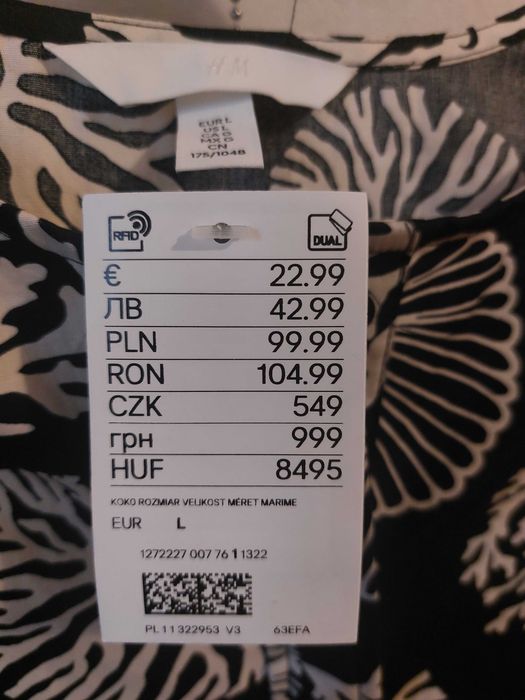 H&M
EUR L
US L
CA G
MX G
CN
175/104B
RFID
DUAL
€ 22.99
ЛВ 42.99
PLN 99.99
RON 104.99
CZK 549
грн 999
HUF 8495
KOKO ROZMIAR VELIKOST MÉRET MARIME
EUR L
1272227 007 76 1 1322
PL 11 322953 V3 63EFA